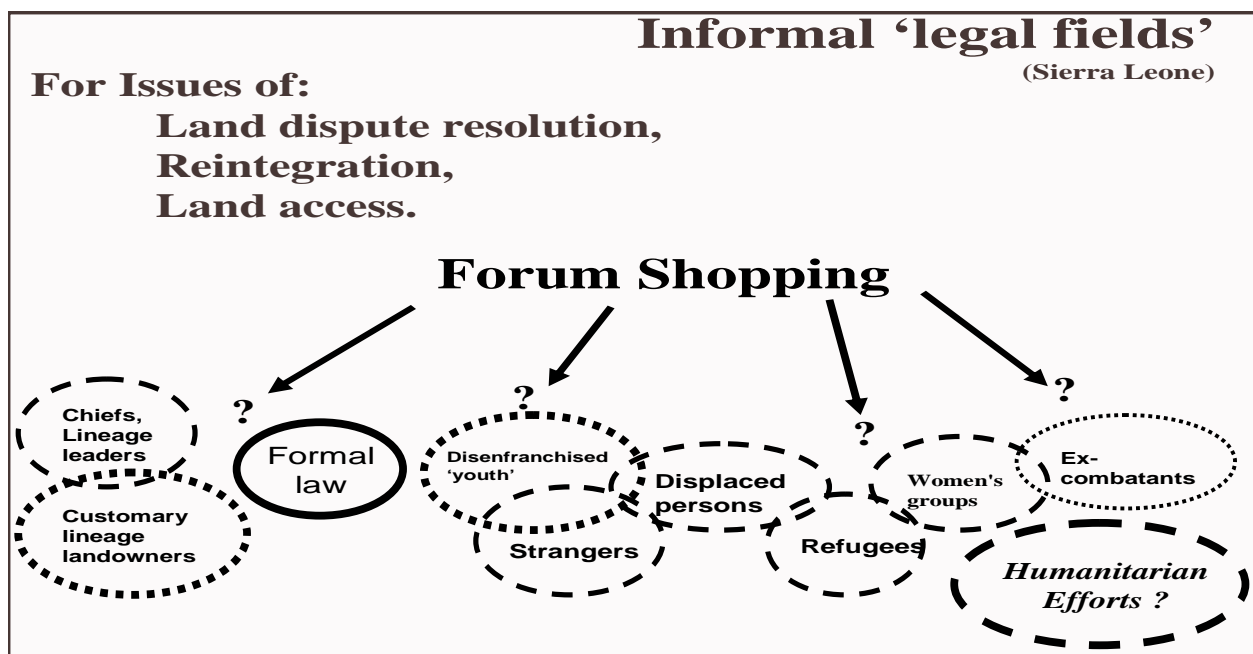 Informal ‘legal fields’
(Sierra Leone)
For Issues of:
Land dispute resolution,
Reintegration,
Land access.
Forum Shopping
?
?
?
?
Chiefs,
Lineage
leaders
Customary
lineage
landowners
Formal
law
Disenfranchised
‘youth’
Strangers
Displaced
persons
Refugees
Women's
groups
Ex-
combatants
Humanitarian
Efforts ?